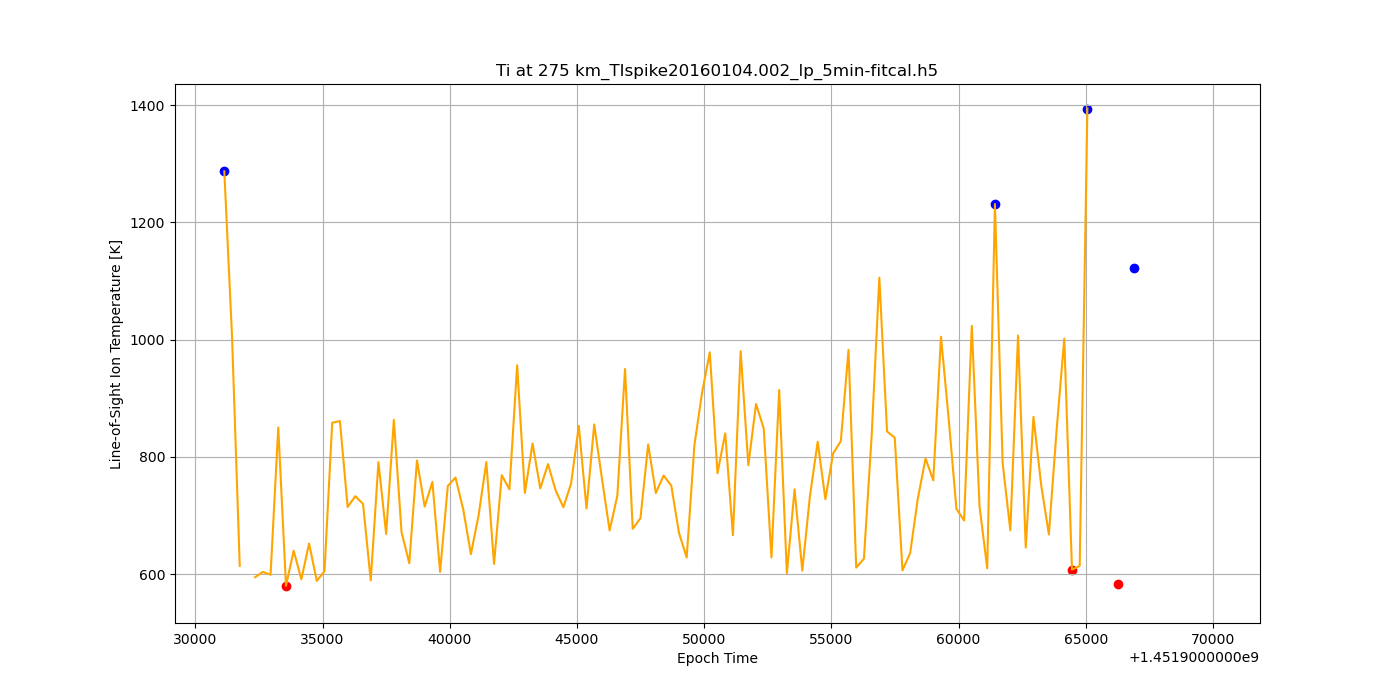 Ti at 275 km_TIspike20160104.002_lp_5min-fitcal.h5
Line-of-Sight Ion Temperature [K]
1400
1200
1000
800
600
30000 35000 40000 45000 50000 55000 60000 65000 70000
Epoch Time
+1.4519000000e9